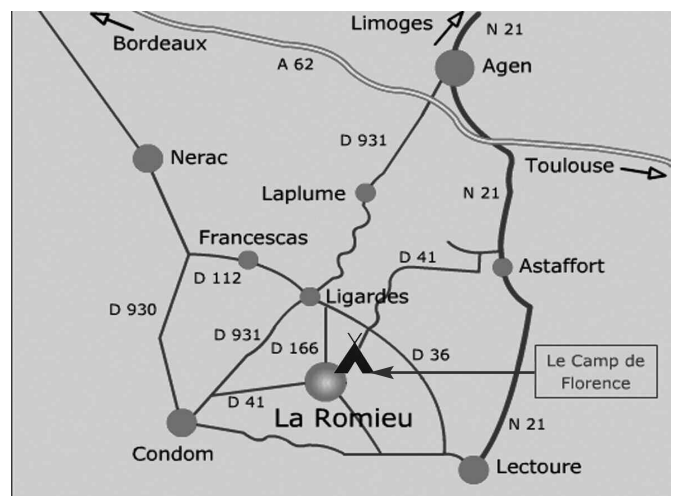 Limoges
N 21
Bordeaux
A 62
Agen
D 931
Nerac
Toulouse
Laplume
N 21
Francescas
D 41
Astaffort
D 112
Ligardes
D 930
D 931
D 166
D 36
Le Camp de
Florence
D 41
La Romieu
N 21
Condom
Lectoure